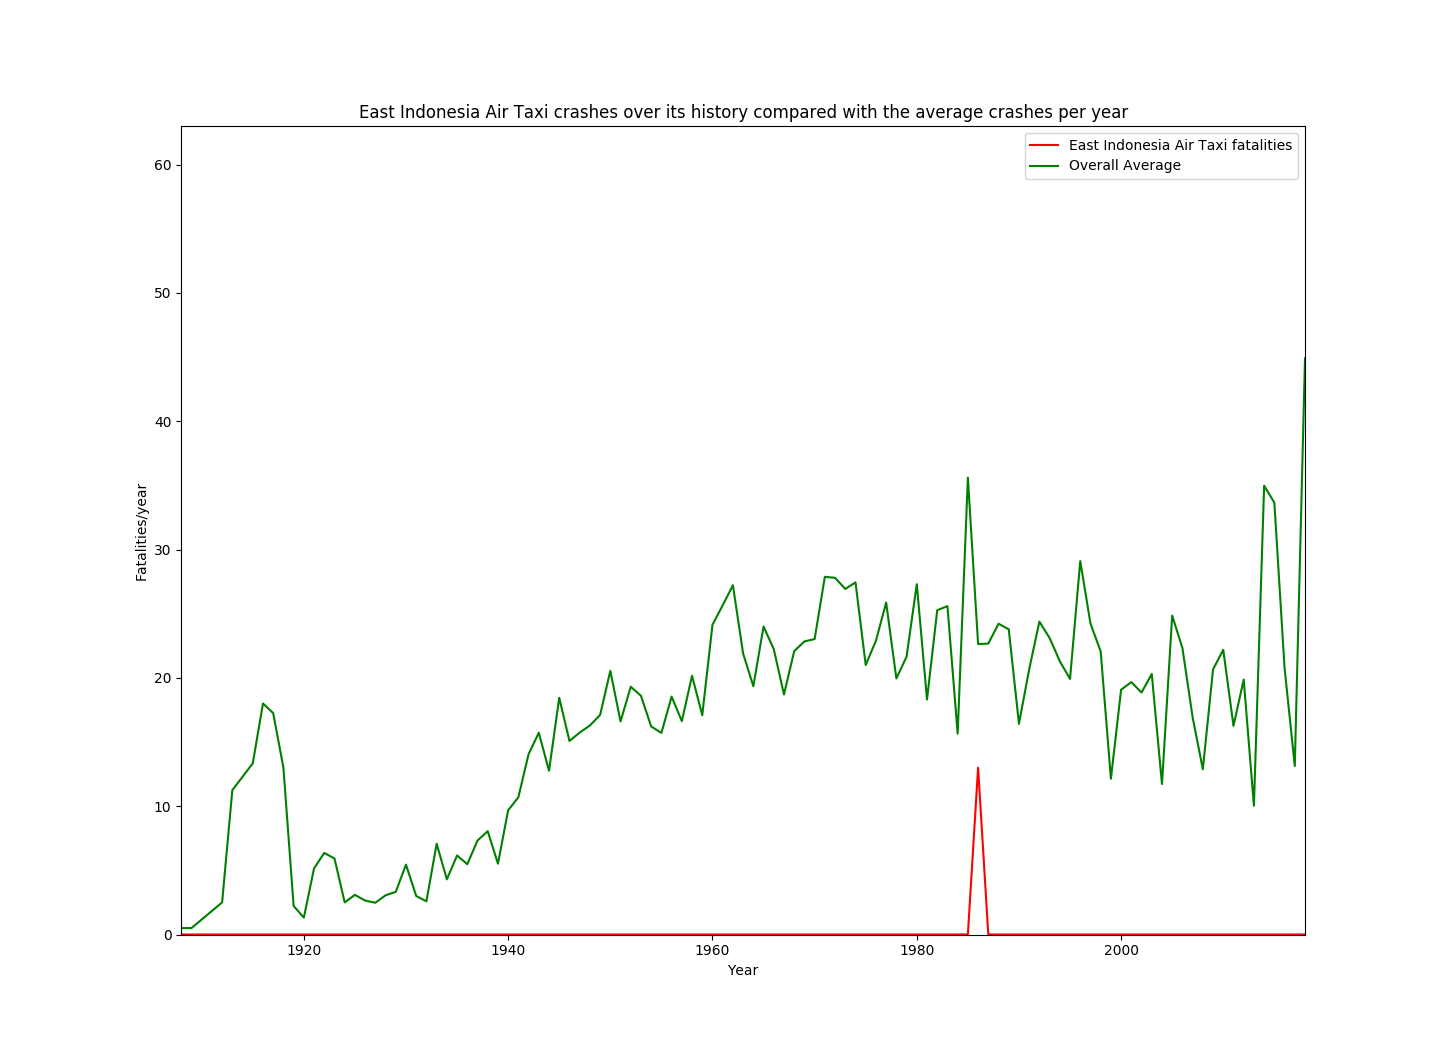 East Indonesia Air Taxi crashes over its history compared with the average crashes per year
East Indonesia Air Taxi fatalities
Overall Average
60
50
40
30
20
10
0
Fatalities/year
1920 1940 1960 1980 2000
Year